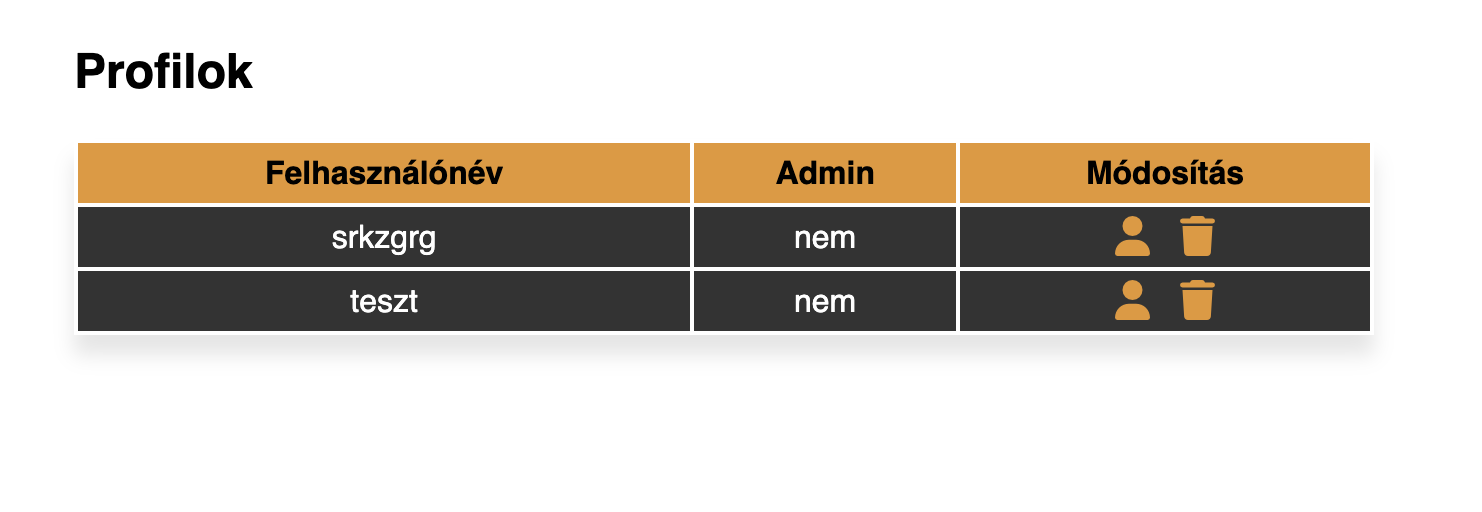 Profilok
Felhasználónév Admin Módosítás
srkzgrg nem
teszt nem